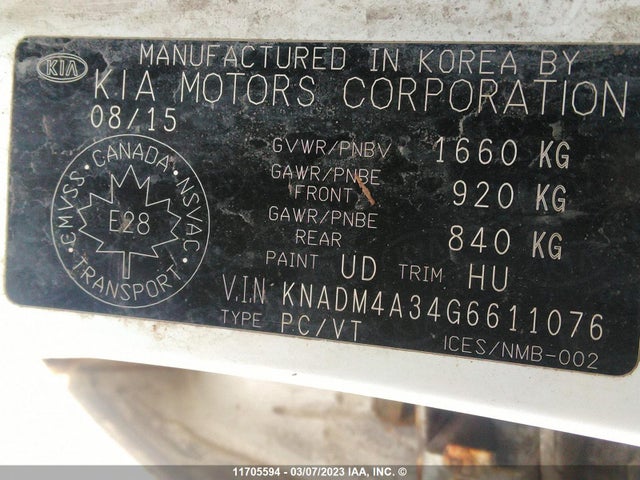 KIA
MANUFACTURED IN KOREA BY
KIA MOTORS CORPORATION
08/15
GVWR/PNBV 1660 KG
GAWR/PNBE FRONT 920 KG
GAWR/PNBE REAR 840 KG
CANADA
CMVSS NSVAC
E28
TRANSPORT
PAINT UD TRIM HU
V.I.N KNADM4A34G6611076
TYPE PC/VT
ICES/NMB-002
11705594 - 03/07/2023 IAA, INC. ©